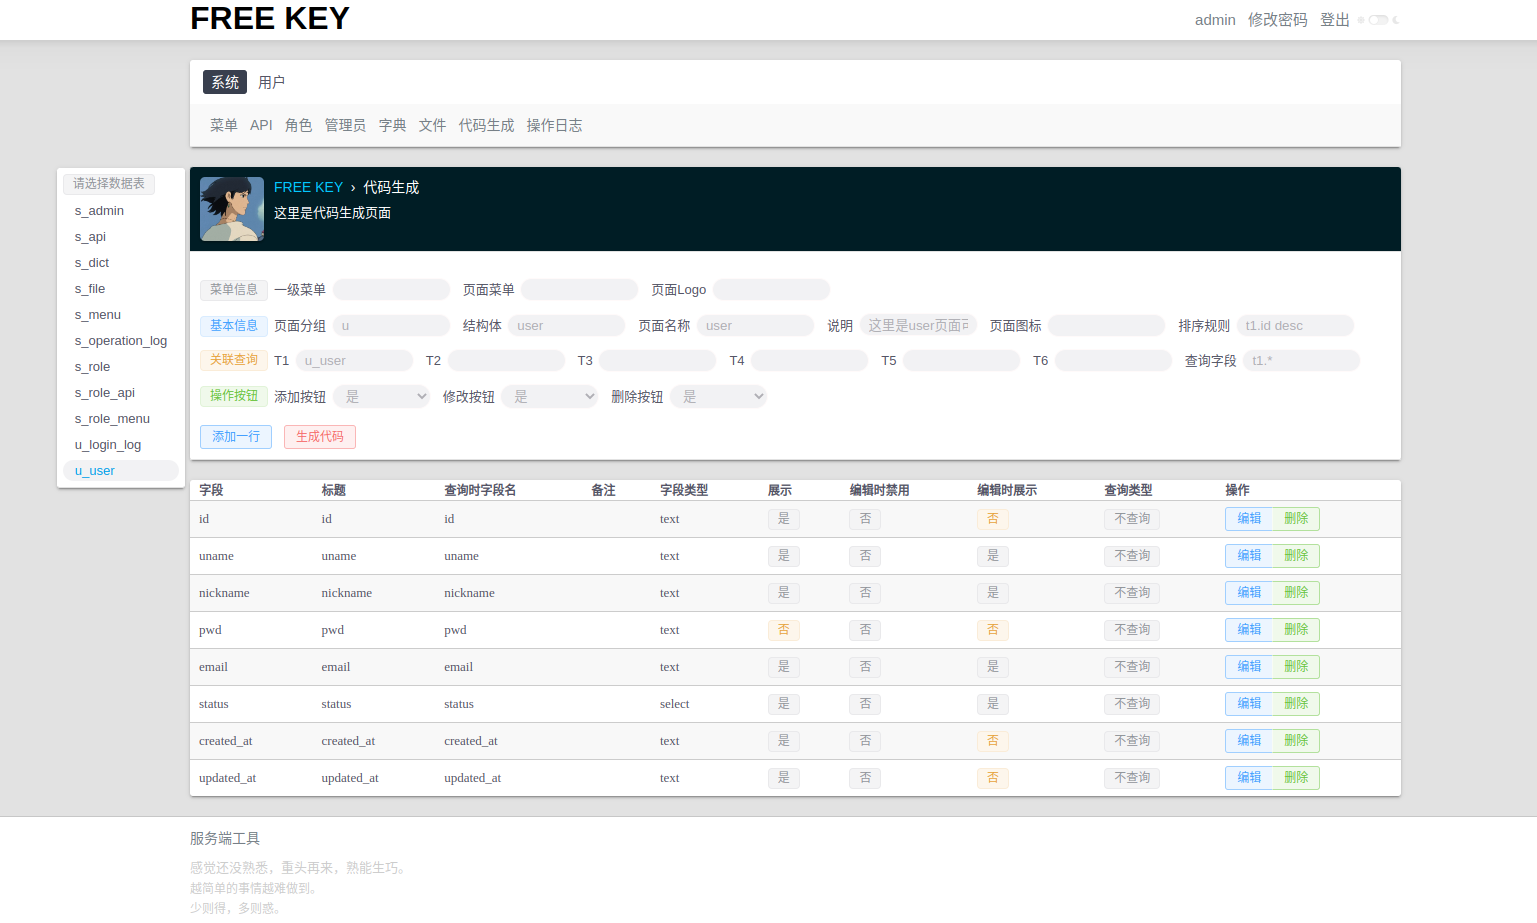 FREE KEY
admin 修改密码 登出
系统 用户
菜单 API 角色 管理员 字典 文件 代码生成 操作日志
请选择数据表
s_admin
s_api
s_dict
s_file
s_menu
s_operation_log
s_role
s_role_api
s_role_menu
u_login_log
u_user
FREE KEY › 代码生成
这里是代码生成页面
菜单信息 一级菜单 页面菜单 页面Logo
基本信息 页面分组 u 结构体 user 页面名称 user 说明 这里是user页面 页面图标 排序规则 t1.id desc
关联查询 T1 u_user T2 T3 T4 T5 T6 查询字段 t1.*
操作按钮 添加按钮 是 修改按钮 是 删除按钮 是
添加一行 生成代码
字段 标题 查询时字段名 备注 字段类型 展示 编辑时禁用 编辑时展示 查询类型 操作
id id id text 是 否 否 不查询 编辑 删除
uname uname uname text 是 否 是 不查询 编辑 删除
nickname nickname nickname text 是 否 是 不查询 编辑 删除
pwd pwd pwd text 否 否 否 不查询 编辑 删除
email email email text 是 否 是 不查询 编辑 删除
status status status select 是 否 是 不查询 编辑 删除
created_at created_at created_at text 是 否 否 不查询 编辑 删除
updated_at updated_at updated_at text 是 否 否 不查询 编辑 删除
服务端工具
感觉还没熟悉，重头再来，熟能生巧。
越简单的事情越难做到。
少则得，多则惑。